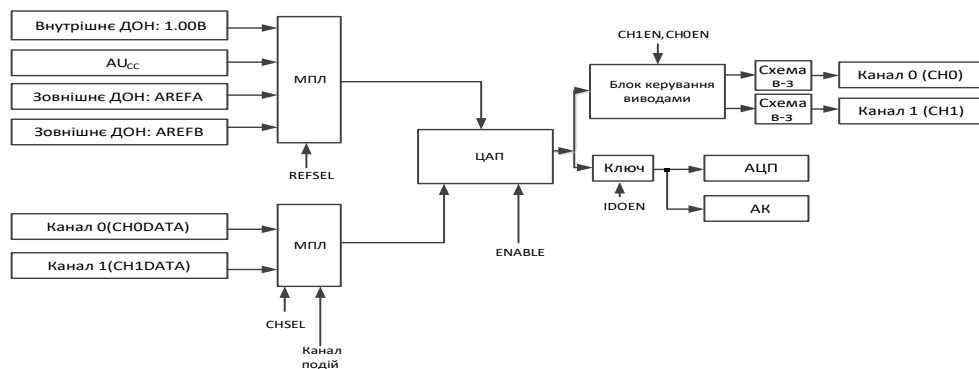 Внутрішнє ДОН: 1.00В
AUCC
Зовнішнє ДОН: AREFA
Зовнішнє ДОН: AREFB
МПЛ
REFSEL
Канал 0(CH0DATA)
Канал 1(CH1DATA)
МПЛ
CHSEL
Канал
подій
ЦАП
ENABLE
CH1EN,CH0EN
Блок керування
виводами
Схема
в-з
Канал 0 (CH0)
Схема
в-з
Канал 1 (CH1)
Ключ
IDOEN
АЦП
АК